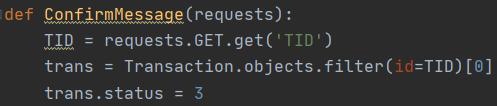 def ConfirmMessage(requests):
    TID = requests.GET.get('TID')
    trans = Transaction.objects.filter(id=TID)[0]
    trans.status = 3